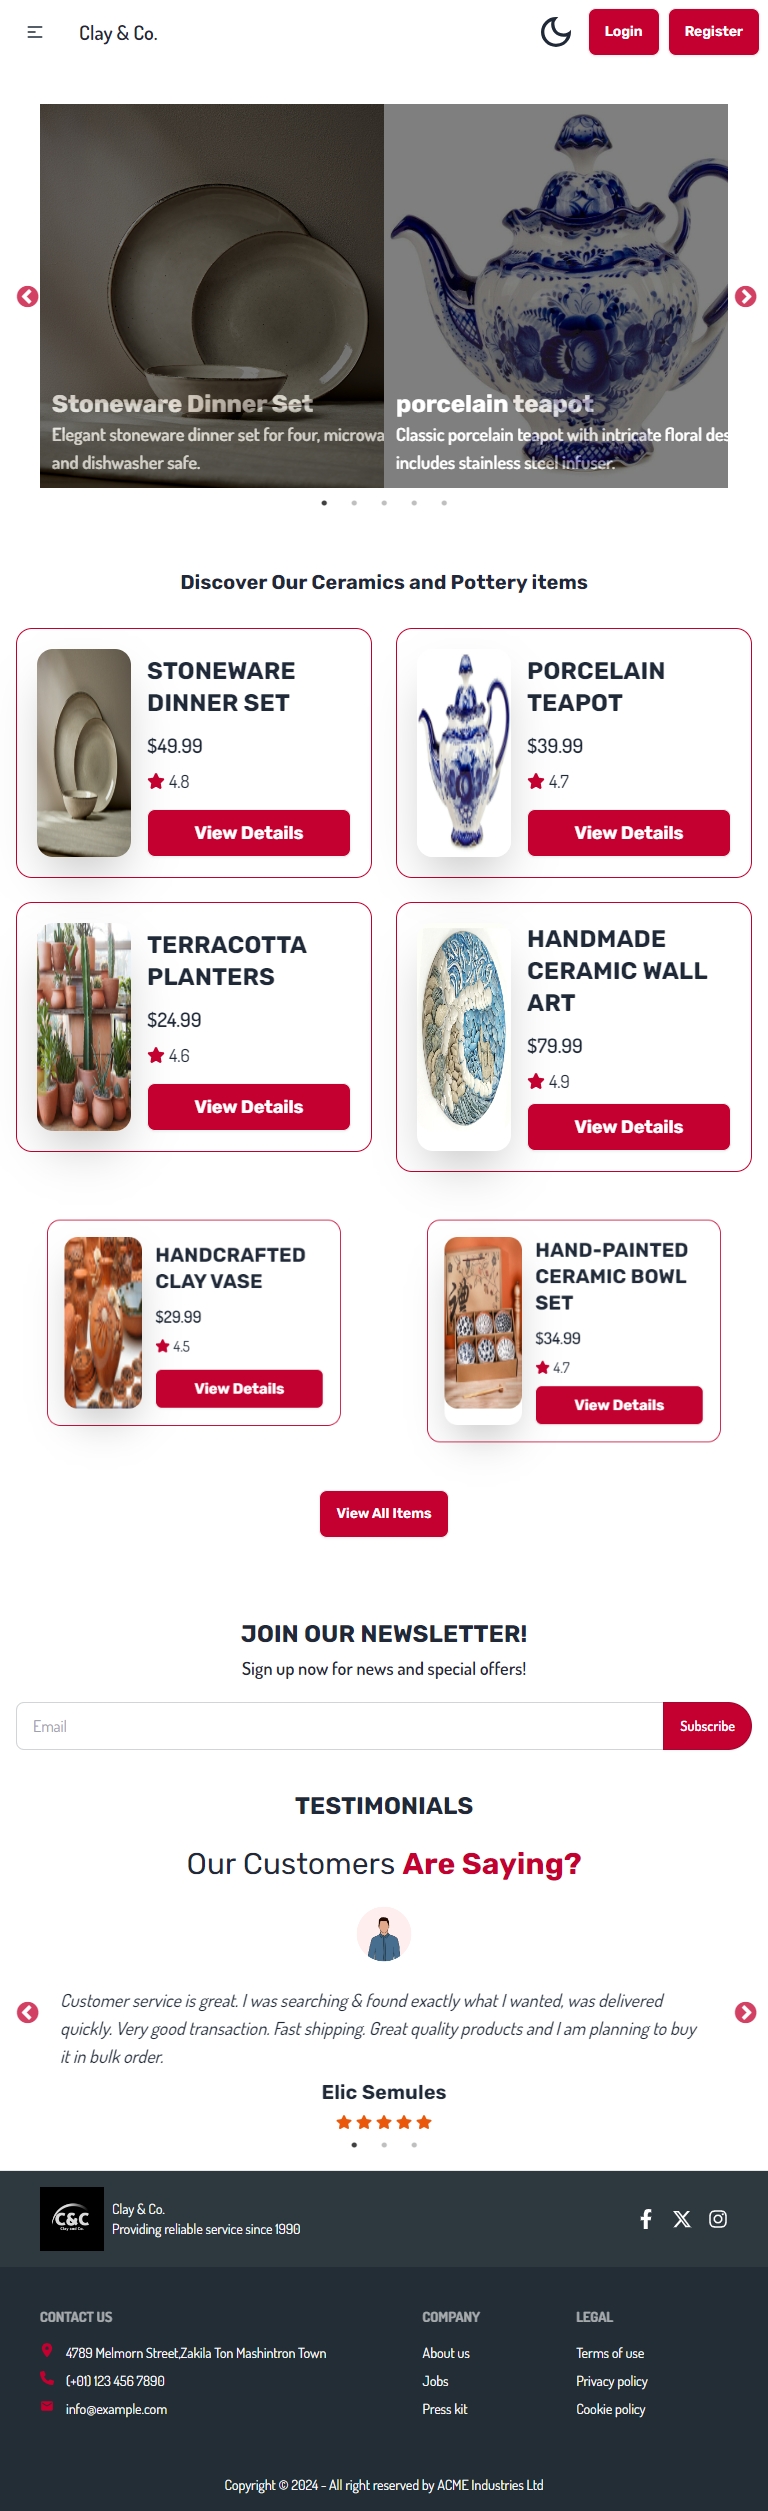 Clay & Co.
Login
Register
Stoneware Dinner Set
Elegant stoneware dinner set for four, microwa
and dishwasher safe.
porcelain teapot
Classic porcelain teapot with intricate floral des
includes stainless steel infuser.
Discover Our Ceramics and Pottery items
STONEWARE
DINNER SET
$49.99
4.8
View Details
PORCELAIN
TEAPOT
$39.99
4.7
View Details
TERRACOTTA
PLANTERS
$24.99
4.6
View Details
HANDMADE
CERAMIC WALL
ART
$79.99
4.9
View Details
HANDCRAFTED
CLAY VASE
$29.99
4.5
View Details
HAND-PAINTED
CERAMIC BOWL
SET
$34.99
4.7
View Details
View All Items
JOIN OUR NEWSLETTER!
Sign up now for news and special offers!
Email
Subscribe
TESTIMONIALS
Our Customers Are Saying?
Customer service is great. I was searching & found exactly what I wanted, was delivered
quickly. Very good transaction. Fast shipping. Great quality products and I am planning to buy
it in bulk order.
Elic Semules
C&C
Clay and Co.
Clay & Co.
Providing reliable service since 1990
CONTACT US
4789 Melmorn Street,Zakila Ton Mashintron Town
(+01) 123 456 7890
info@example.com
COMPANY
About us
Jobs
Press kit
LEGAL
Terms of use
Privacy policy
Cookie policy
Copyright © 2024 - All right reserved by ACME Industries Ltd